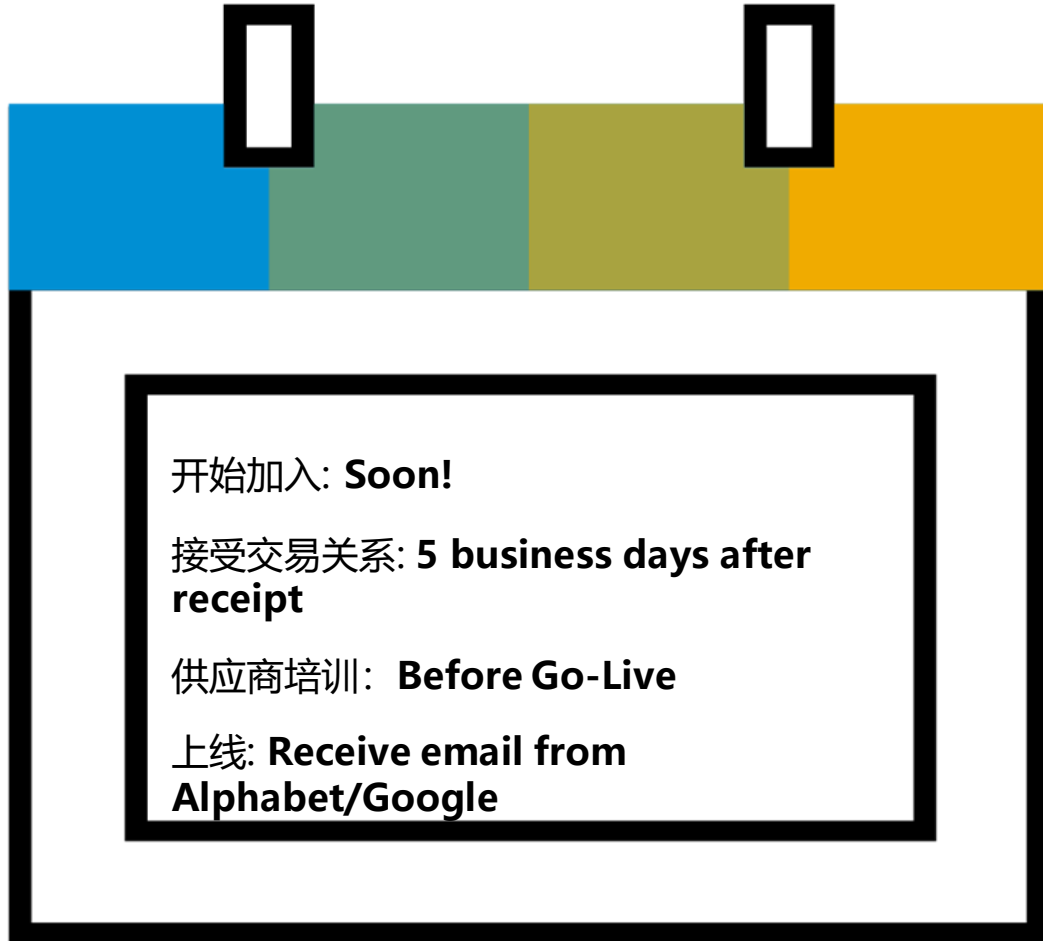 开始加入: Soon!
接受交易关系: 5 business days after
receipt
供应商培训：Before Go-Live
上线: Receive email from
Alphabet/Google